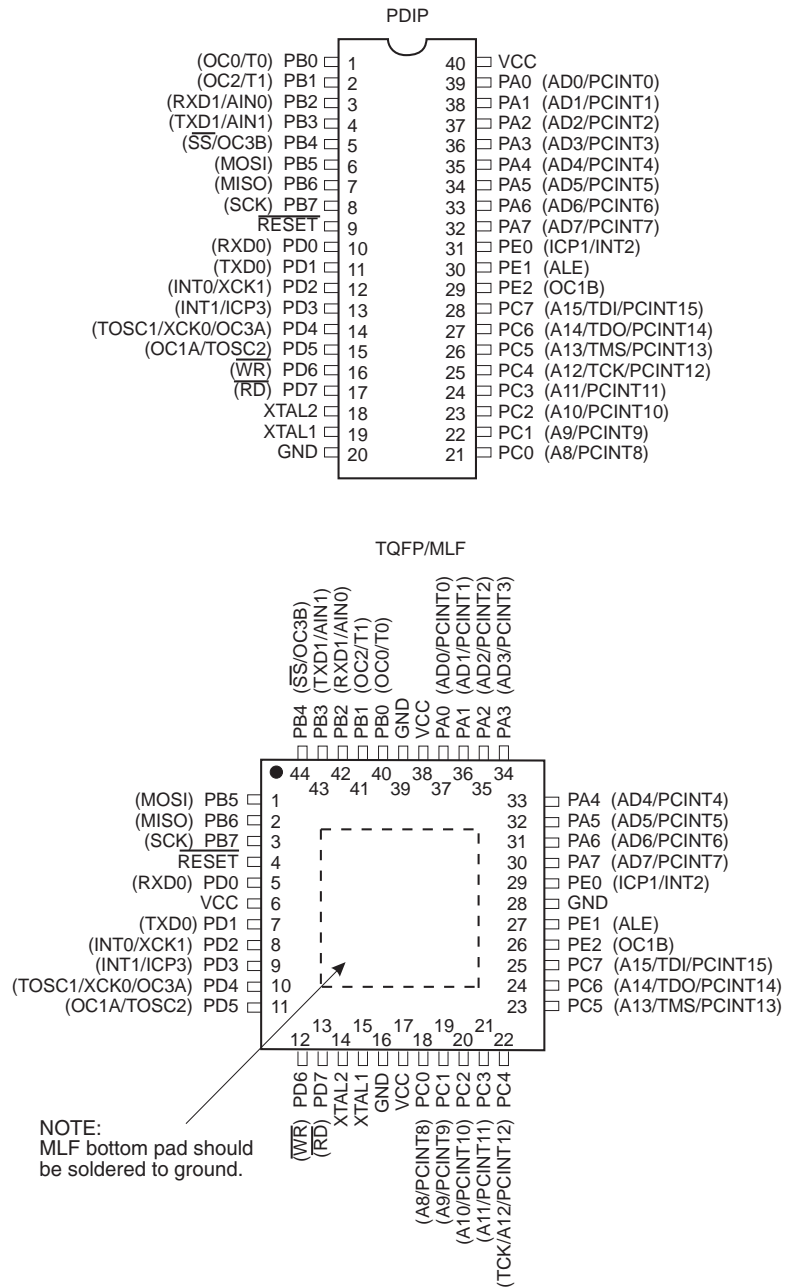 PDIP
(OC0/T0) PB0 1 40 VCC
(OC2/T1) PB1 2 39 PA0 (AD0/PCINT0)
(RXD1/AIN0) PB2 3 38 PA1 (AD1/PCINT1)
(TXD1/AIN1) PB3 4 37 PA2 (AD2/PCINT2)
(SS/OC3B) PB4 5 36 PA3 (AD3/PCINT3)
(MOSI) PB5 6 35 PA4 (AD4/PCINT4)
(MISO) PB6 7 34 PA5 (AD5/PCINT5)
(SCK) PB7 8 33 PA6 (AD6/PCINT6)
RESET 9 32 PA7 (AD7/PCINT7)
(RXD0) PD0 10 31 PE0 (ICP1/INT2)
(TXD0) PD1 11 30 PE1 (ALE)
(INT0/XCK1) PD2 12 29 PE2 (OC1B)
(INT1/ICP3) PD3 13 28 PC7 (A15/TDI/PCINT15)
(TOSC1/XCK0/OC3A) PD4 14 27 PC6 (A14/TDO/PCINT14)
(OC1A/TOSC2) PD5 15 26 PC5 (A13/TMS/PCINT13)
(WR) PD6 16 25 PC4 (A12/TCK/PCINT12)
(RD) PD7 17 24 PC3 (A11/PCINT11)
XTAL2 18 23 PC2 (A10/PCINT10)
XTAL1 19 22 PC1 (A9/PCINT9)
GND 20 21 PC0 (A8/PCINT8)
TQFP/MLF
PB4 (SS/OC3B)
PB3 (TXD1/AIN1)
PB2 (RXD1/AIN0)
PB1 (OC2/T1)
PB0 (OC0/T0)
GND
VCC
PA0 (AD0/PCINT0)
PA1 (AD1/PCINT1)
PA2 (AD2/PCINT2)
PA3 (AD3/PCINT3)
44 42 40 38 36 34
43 41 39 37 35
(MOSI) PB5 1 33 PA4 (AD4/PCINT4)
(MISO) PB6 2 32 PA5 (AD5/PCINT5)
(SCK) PB7 3 31 PA6 (AD6/PCINT6)
RESET 4 30 PA7 (AD7/PCINT7)
(RXD0) PD0 5 29 PE0 (ICP1/INT2)
VCC 6 28 GND
(TXD0) PD1 7 27 PE1 (ALE)
(INT0/XCK1) PD2 8 26 PE2 (OC1B)
(INT1/ICP3) PD3 9 25 PC7 (A15/TDI/PCINT15)
(TOSC1/XCK0/OC3A) PD4 10 24 PC6 (A14/TDO/PCINT14)
(OC1A/TOSC2) PD5 11 23 PC5 (A13/TMS/PCINT13)
13 15 17 19 21
12 14 16 18 20 22
(WR) PD6
(RD) PD7
XTAL2
XTAL1
GND
VCC
(A8/PCINT8) PC0
(A9/PCINT9) PC1
(A10/PCINT10) PC2
(A11/PCINT11) PC3
(TCK/A12/PCINT12) PC4
NOTE:
MLF bottom pad should
be soldered to ground.